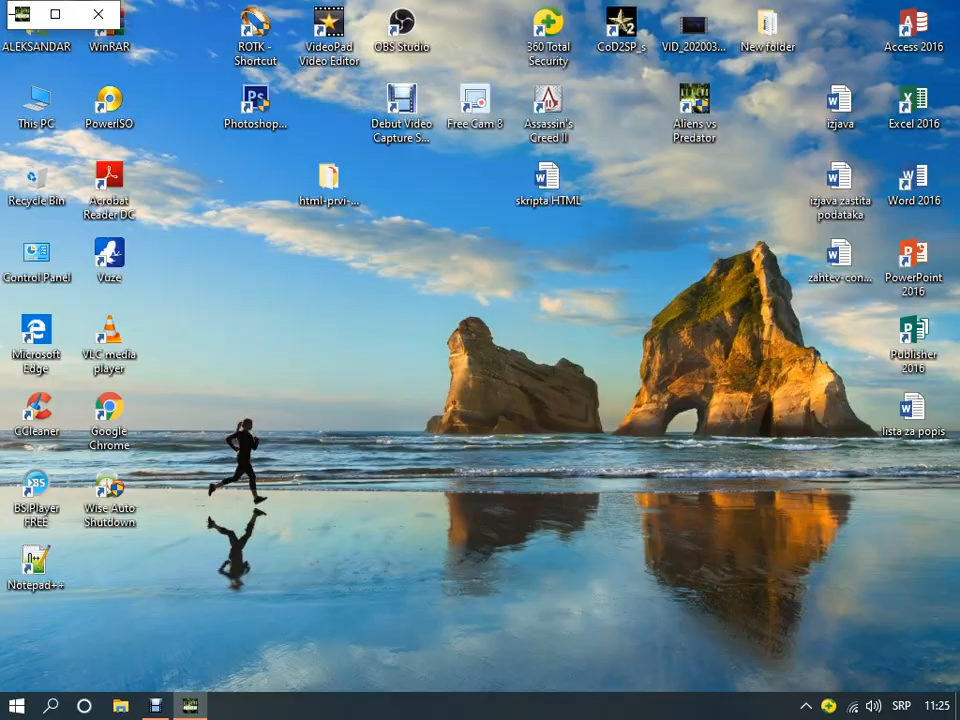 ALEKSANDAR
WinRAR
ROTK -
Shortcut
VideoPad
Video Editor
OBS Studio
360 Total
Security
CoD2SP_s
VID_202003...
New folder
Access 2016
This PC
PowerISO
Photoshop...
Debut Video
Capture S...
Free Cam 8
Assassin's
Creed II
Aliens vs
Predator
izjava
Excel 2016
Recycle Bin
Acrobat
Reader DC
html-prvi-...
skripta HTML
izjava zastita
podataka
Word 2016
Control Panel
Vuze
zahtev-con...
PowerPoint
2016
Microsoft
Edge
VLC media
player
Publisher
2016
CCleaner
Google
Chrome
lista za popis
BS.Player
FREE
Wise Auto
Shutdown
Notepad++
SRP
11:25